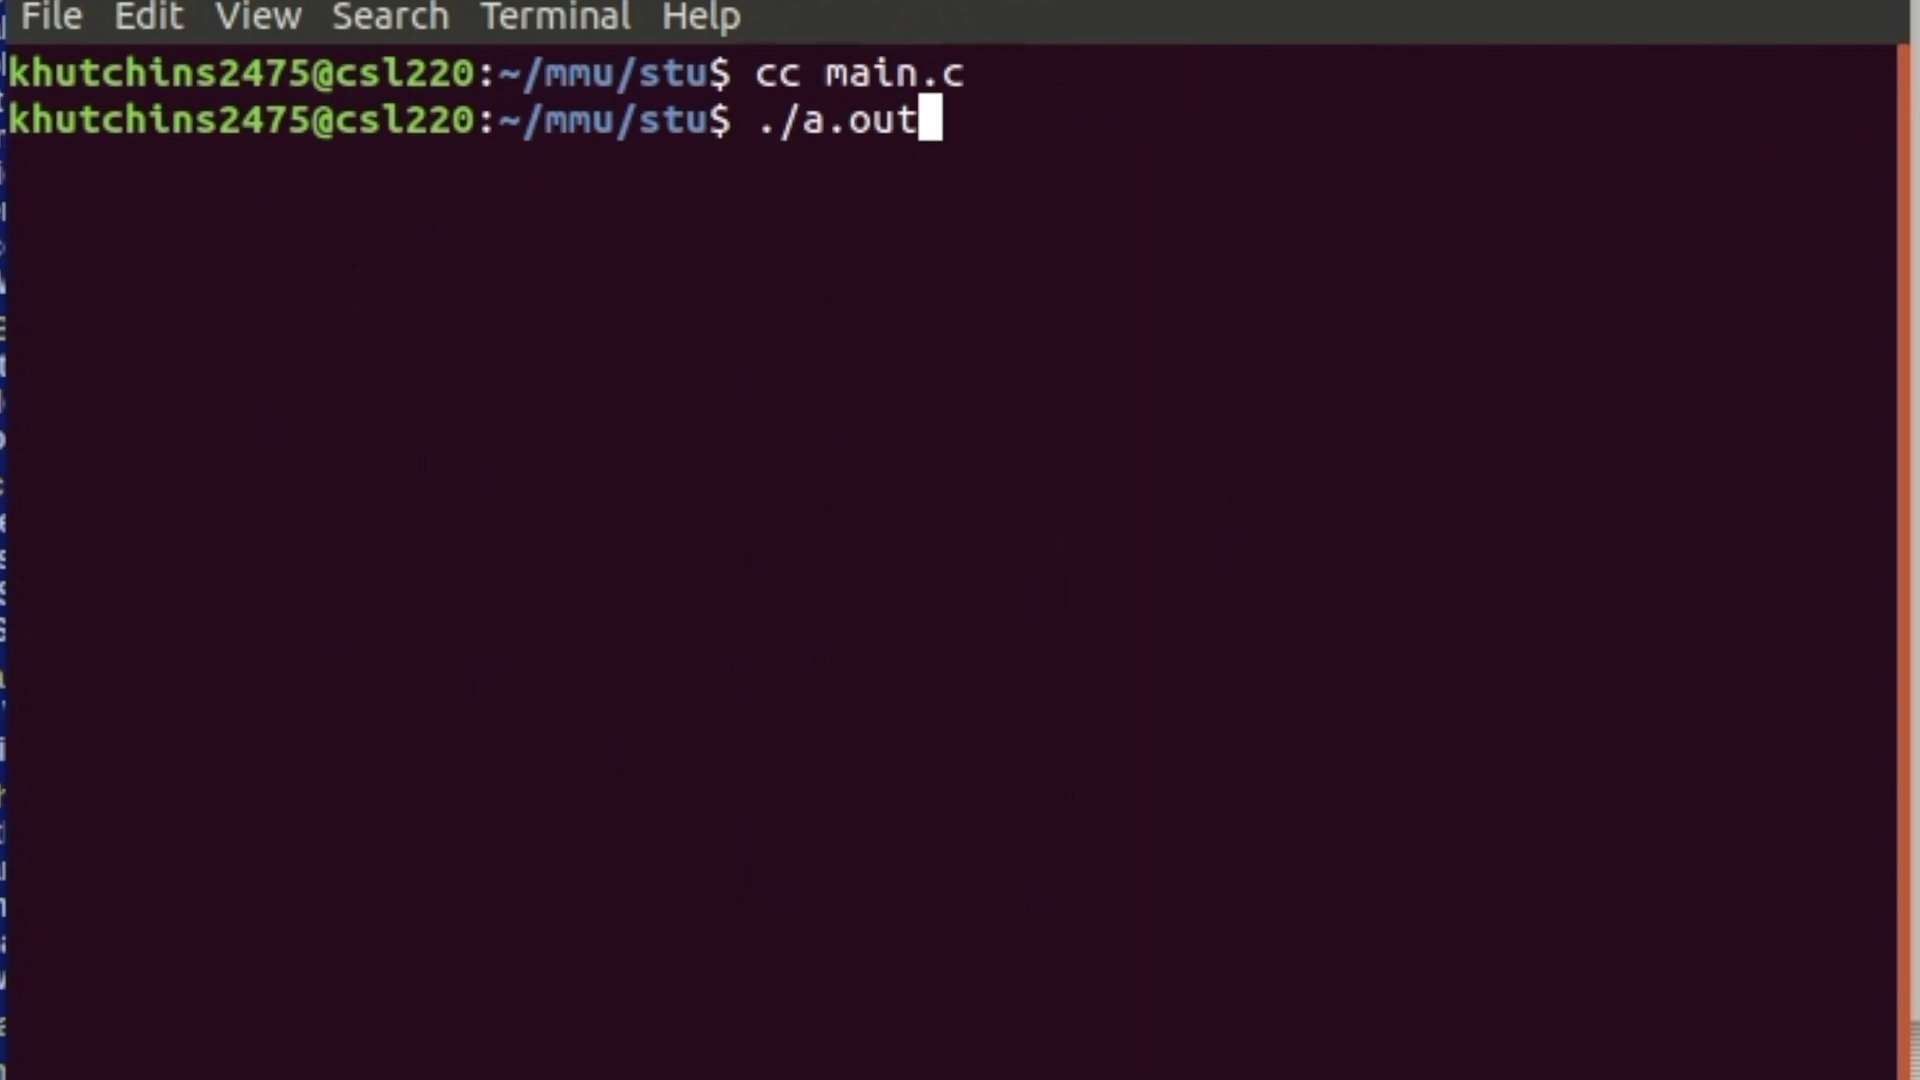 File Edit View Search Terminal Help
khutchins2475@csl220:~/mmu/stu$ cc main.c
khutchins2475@csl220:~/mmu/stu$ ./a.out